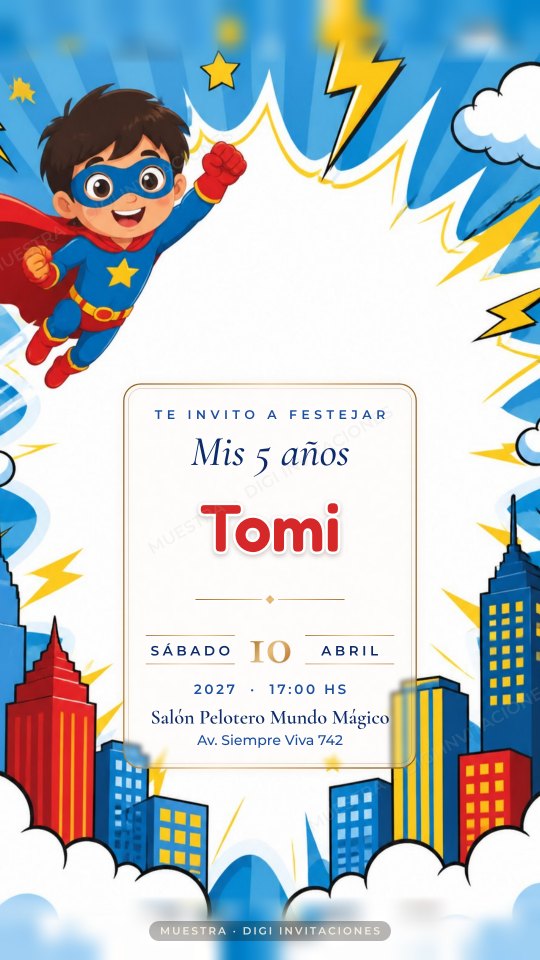 TE INVITO A FESTEJAR
Mis 5 años
Tomi
SÁBADO 10 ABRIL
2027 · 17:00 HS
Salón Pelotero Mundo Mágico
Av. Siempre Viva 742
MUESTRA · DIGI INVITACIONES